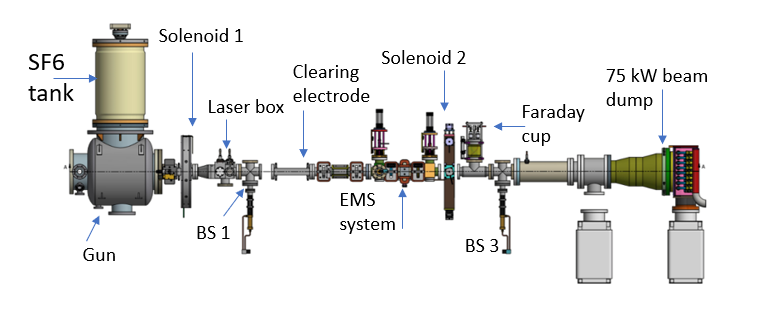 Solenoid 1
SF6
tank
Laser box
Clearing
electrode
Solenoid 2
75 kW beam
dump
Faraday
cup
EMS
system
BS 1
BS 3
Gun